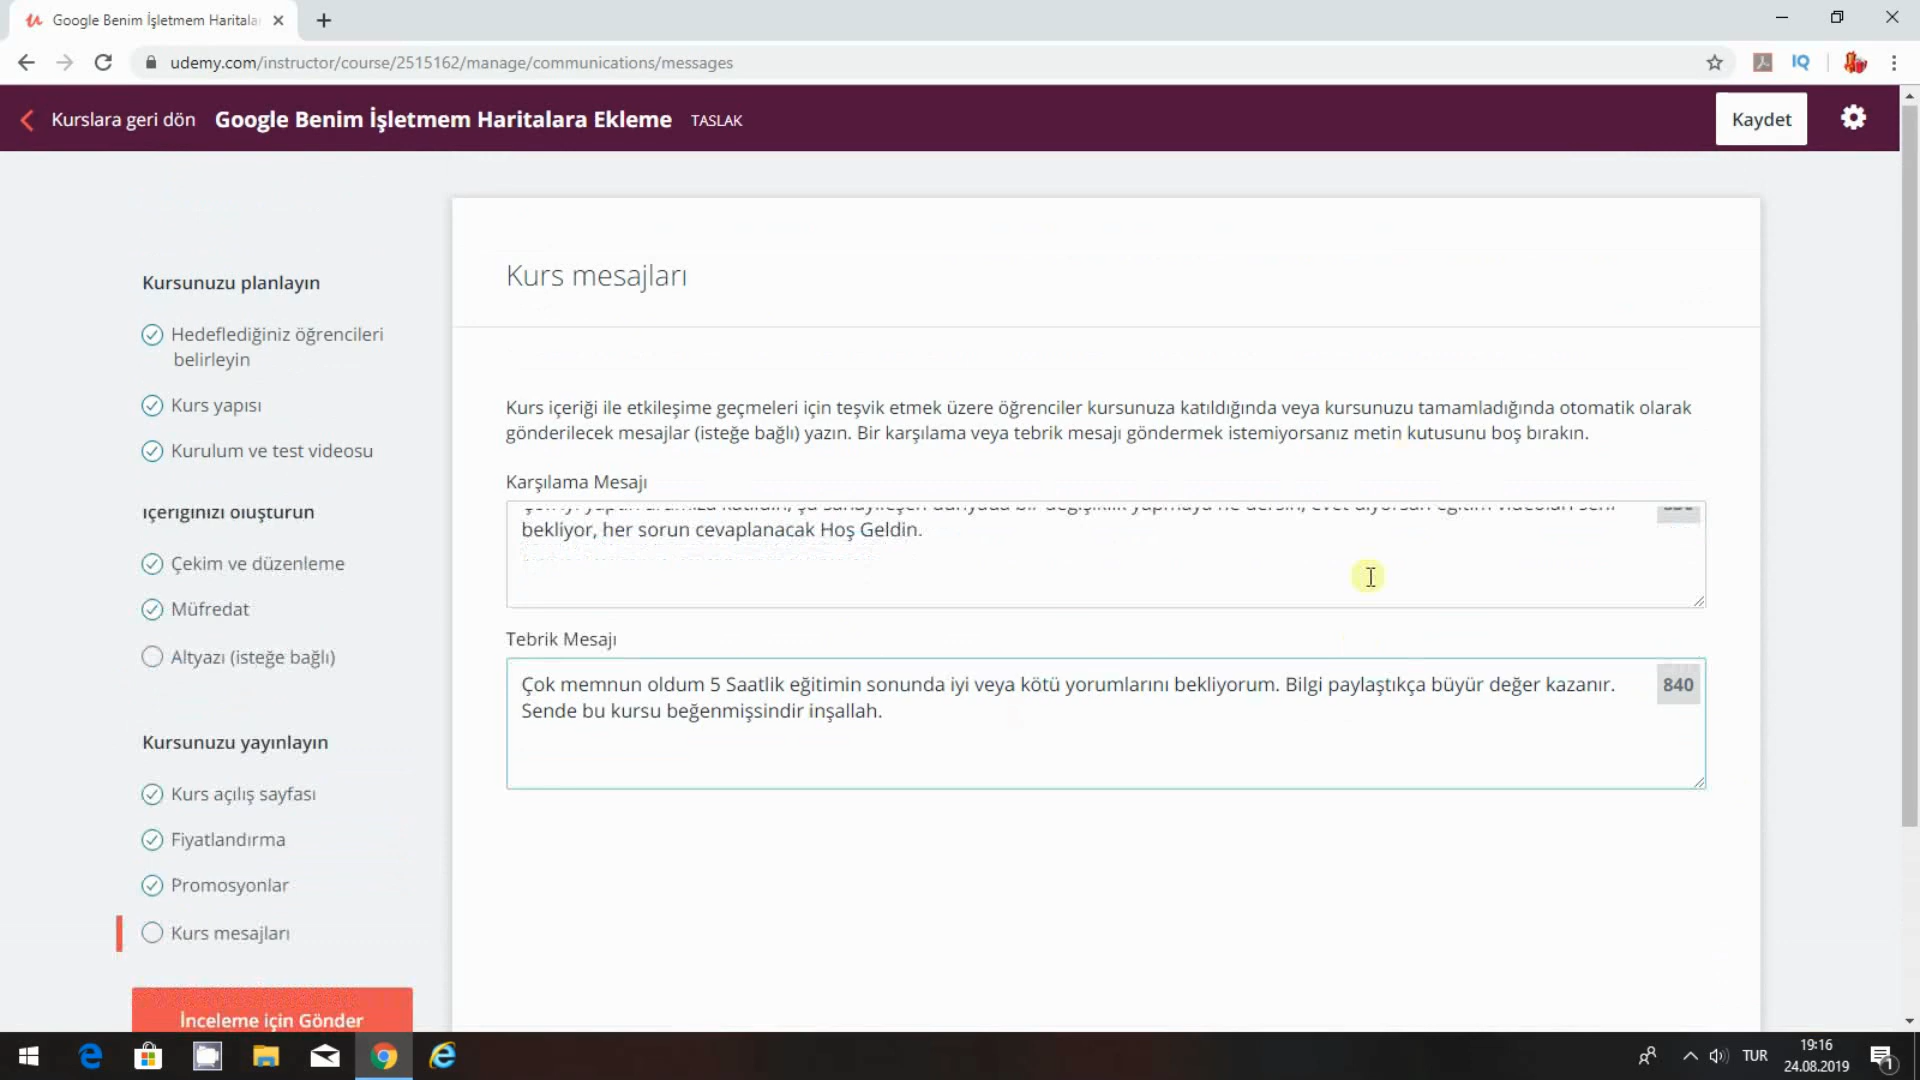 Google Benim İşletmem Haritala
udemy.com/instructor/course/2515162/manage/communications/messages
IQ
Kurslara geri dön
Google Benim İşletmem Haritalara Ekleme
TASLAK
Kaydet
Kursunuzu planlayın
Hedeflediğiniz öğrencileri
belirleyin
Kurs yapısı
Kurulum ve test videosu
İçeriğinizi oluşturun
Çekim ve düzenleme
Müfredat
Altyazı (isteğe bağlı)
Kursunuzu yayınlayın
Kurs açılış sayfası
Fiyatlandırma
Promosyonlar
Kurs mesajları
İnceleme için Gönder
Kurs mesajları
Kurs içeriği ile etkileşime geçmeleri için teşvik etmek üzere öğrenciler kursunuza katıldığında veya kursunuzu tamamladığında otomatik olarak
gönderilecek mesajlar (isteğe bağlı) yazın. Bir karşılama veya tebrik mesajı göndermek istemiyorsanız metin kutusunu boş bırakın.
Karşılama Mesajı
bekliyor, her sorun cevaplanacak Hoş Geldin.
Tebrik Mesajı
Çok memnun oldum 5 Saatlik eğitimin sonunda iyi veya kötü yorumlarını bekliyorum. Bilgi paylaştıkça büyür değer kazanır.
840
Sende bu kursu beğenmişsindir inşallah.
TUR
19:16
24.08.2019
1